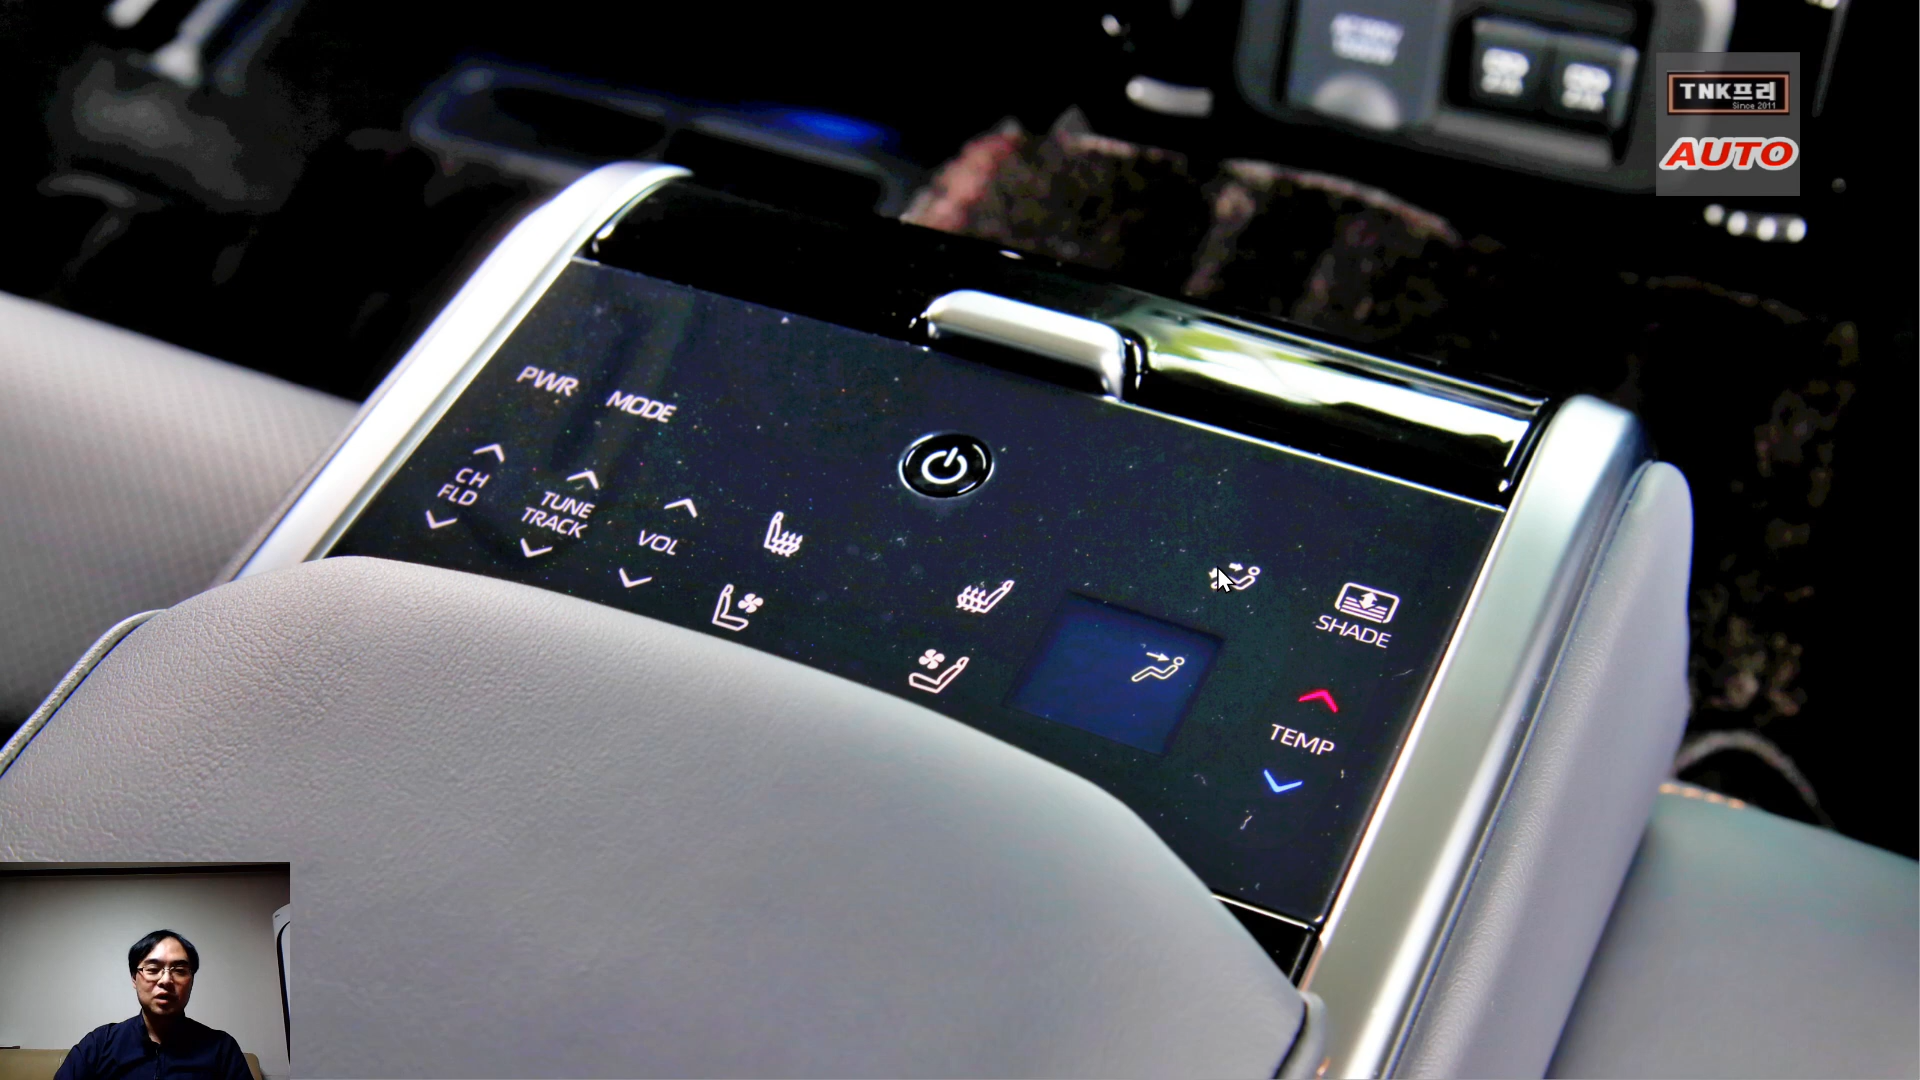 TNK프리
Since 2011
AUTO
PWR
MODE
CH
FLD
TUNE
TRACK
VOL
SHADE
TEMP